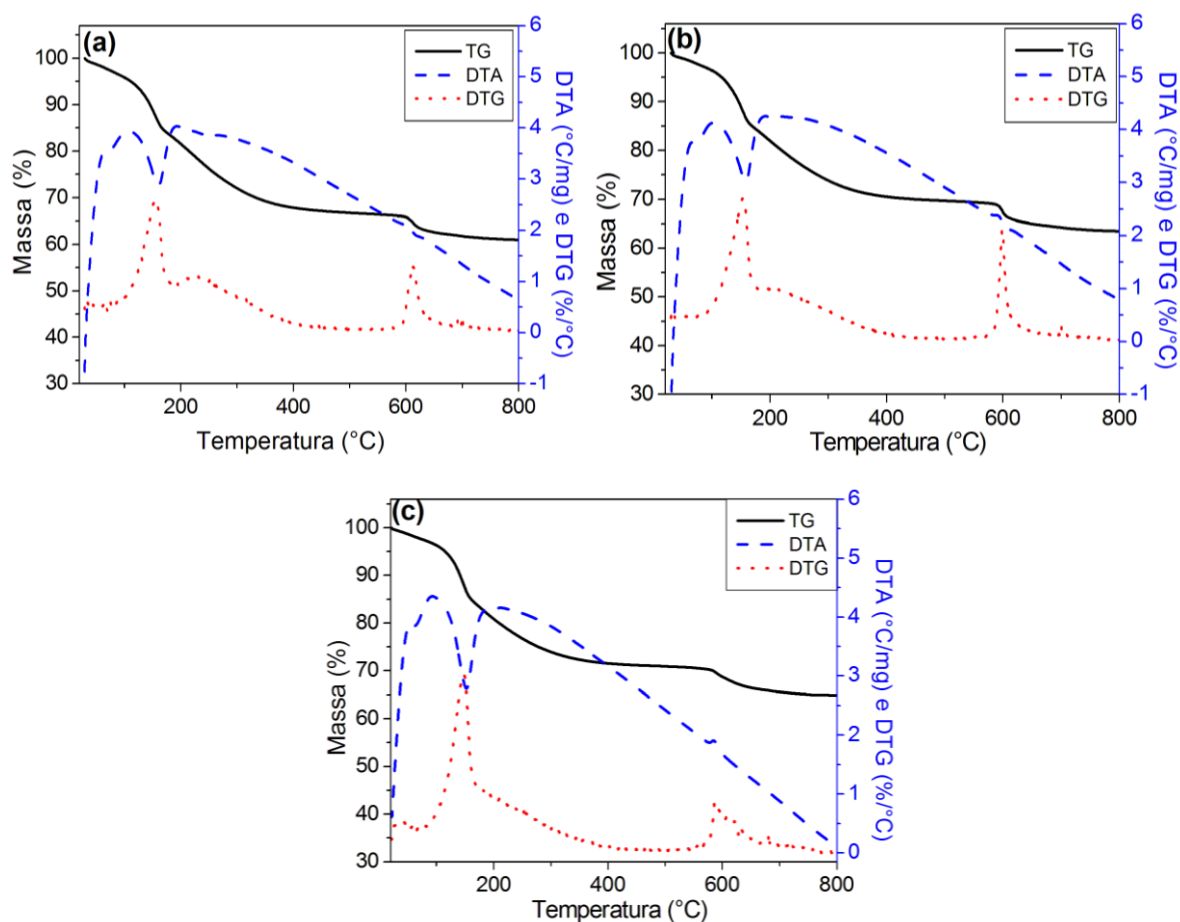 (a)
TG
DTA
DTG
100
90
80
70
60
50
40
30
200
400
600
800
6
5
4
3
2
1
0
-1
Massa (%)
Temperatura (°C)
DTA (°C/mg) e DTG (%/°C)
(b)
TG
DTA
DTG
100
90
80
70
60
50
40
30
200
400
600
800
6
5
4
3
2
1
0
-1
Massa (%)
Temperatura (°C)
DTA (°C/mg) e DTG (%/°C)
(c)
TG
DTA
DTG
100
90
80
70
60
50
40
30
200
400
600
800
6
5
4
3
2
1
0
Massa (%)
Temperatura (°C)
DTA (°C/mg) e DTG (%/°C)